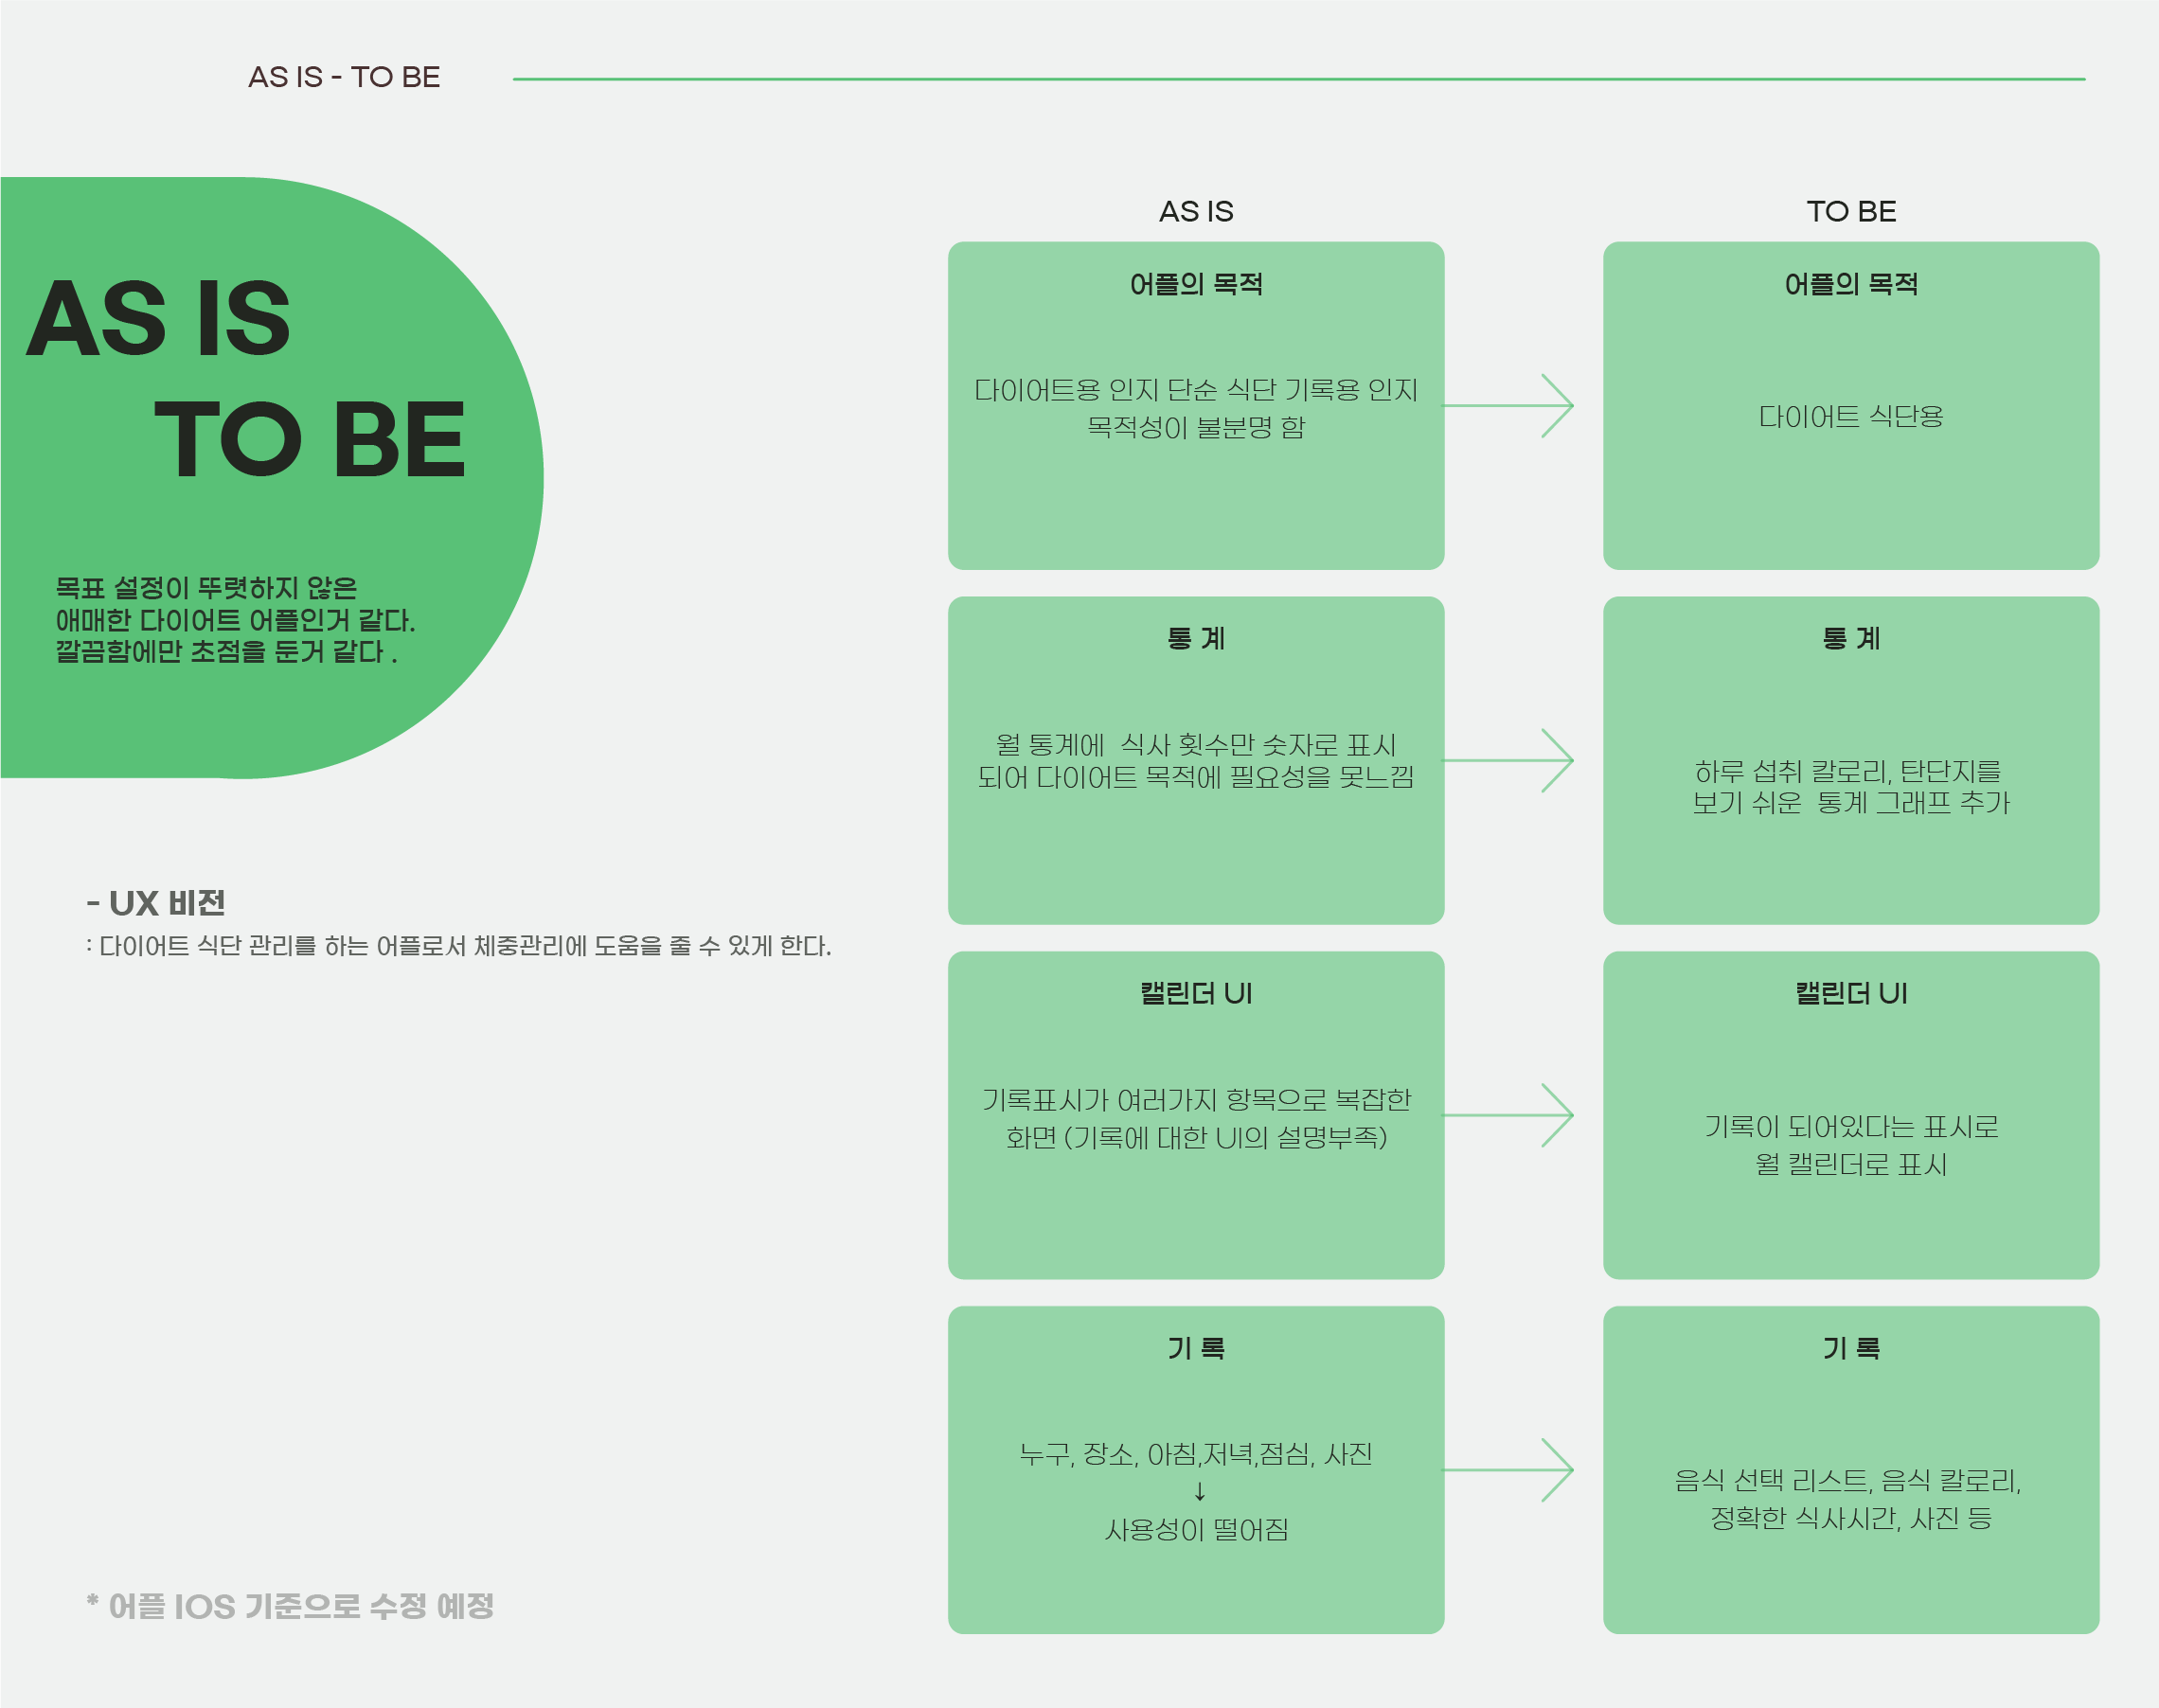 AS IS - TO BE
AS IS
TO BE
목표 설정이 뚜렷하지 않은
애매한 다이어트 어플인거 같다.
깔끔함에만 초점을 둔거 같다 .
- UX 비전
: 다이어트 식단 관리를 하는 어플로서 체중관리에 도움을 줄 수 있게 한다.
* 어플 IOS 기준으로 수정 예정
AS IS
TO BE
어플의 목적
다이어트용 인지 단순 식단 기록용 인지
목적성이 불분명 함
어플의 목적
다이어트 식단용
통 계
월 통계에  식사 횟수만 숫자로 표시
되어 다이어트 목적에 필요성을 못느낌
통 계
하루 섭취 칼로리, 탄단지를
보기 쉬운  통계 그래프 추가
캘린더 UI
기록표시가 여러가지 항목으로 복잡한
화면 (기록에 대한 UI의 설명부족)
캘린더 UI
기록이 되어있다는 표시로
월 캘린더로 표시
기 록
누구, 장소, 아침,저녁,점심, 사진
↓
사용성이 떨어짐
기 록
음식 선택 리스트, 음식 칼로리,
정확한 식사시간, 사진 등